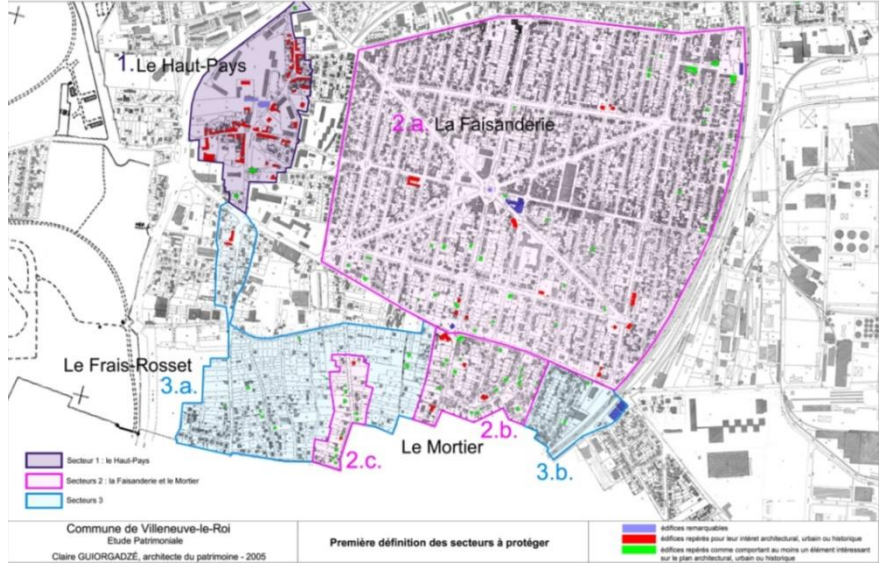 1. Le Haut-Pays
2.a. La Faisanderie
Le Frais-Rosset
3.a.
Le Mortier
2.b.
2.c.
3.b.
Secteur 1 : le Haut-Pays
Secteurs 2 : la Faisanderie et le Mortier
Secteurs 3
Commune de Villeneuve-le-Roi
Etude Patrimoniale
Claire GUIORGADZÉ, architecte du patrimoine - 2005
Première définition des secteurs à protéger
édifices remarquables
édifices repérés pour leur intéret architectural, urbain ou historique
édifices repérés comme comportant au moins un élément intéressant
sur le plan architectural, urbain ou historique